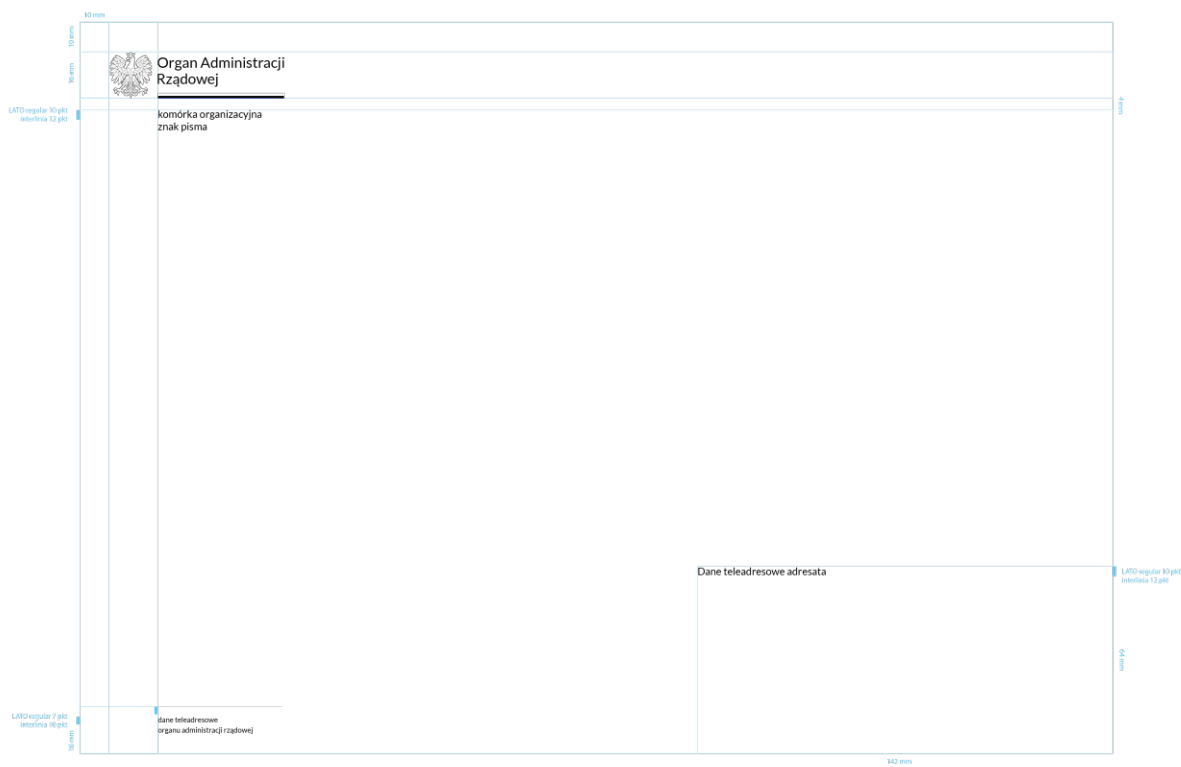 10 mm
10 mm
16 mm
Organ Administracji
Rządowej
4 mm
LATO regular 10 pkt
interlinia 12 pkt
komórka organizacyjna
znak pisma
Dane teleadresowe adresata
LATO regular 10 pkt
interlinia 12 pkt
64 mm
LATO regular 7 pkt
interlinia 10 pkt
dane teleadresowe
organu administracji rządowej
16 mm
142 mm